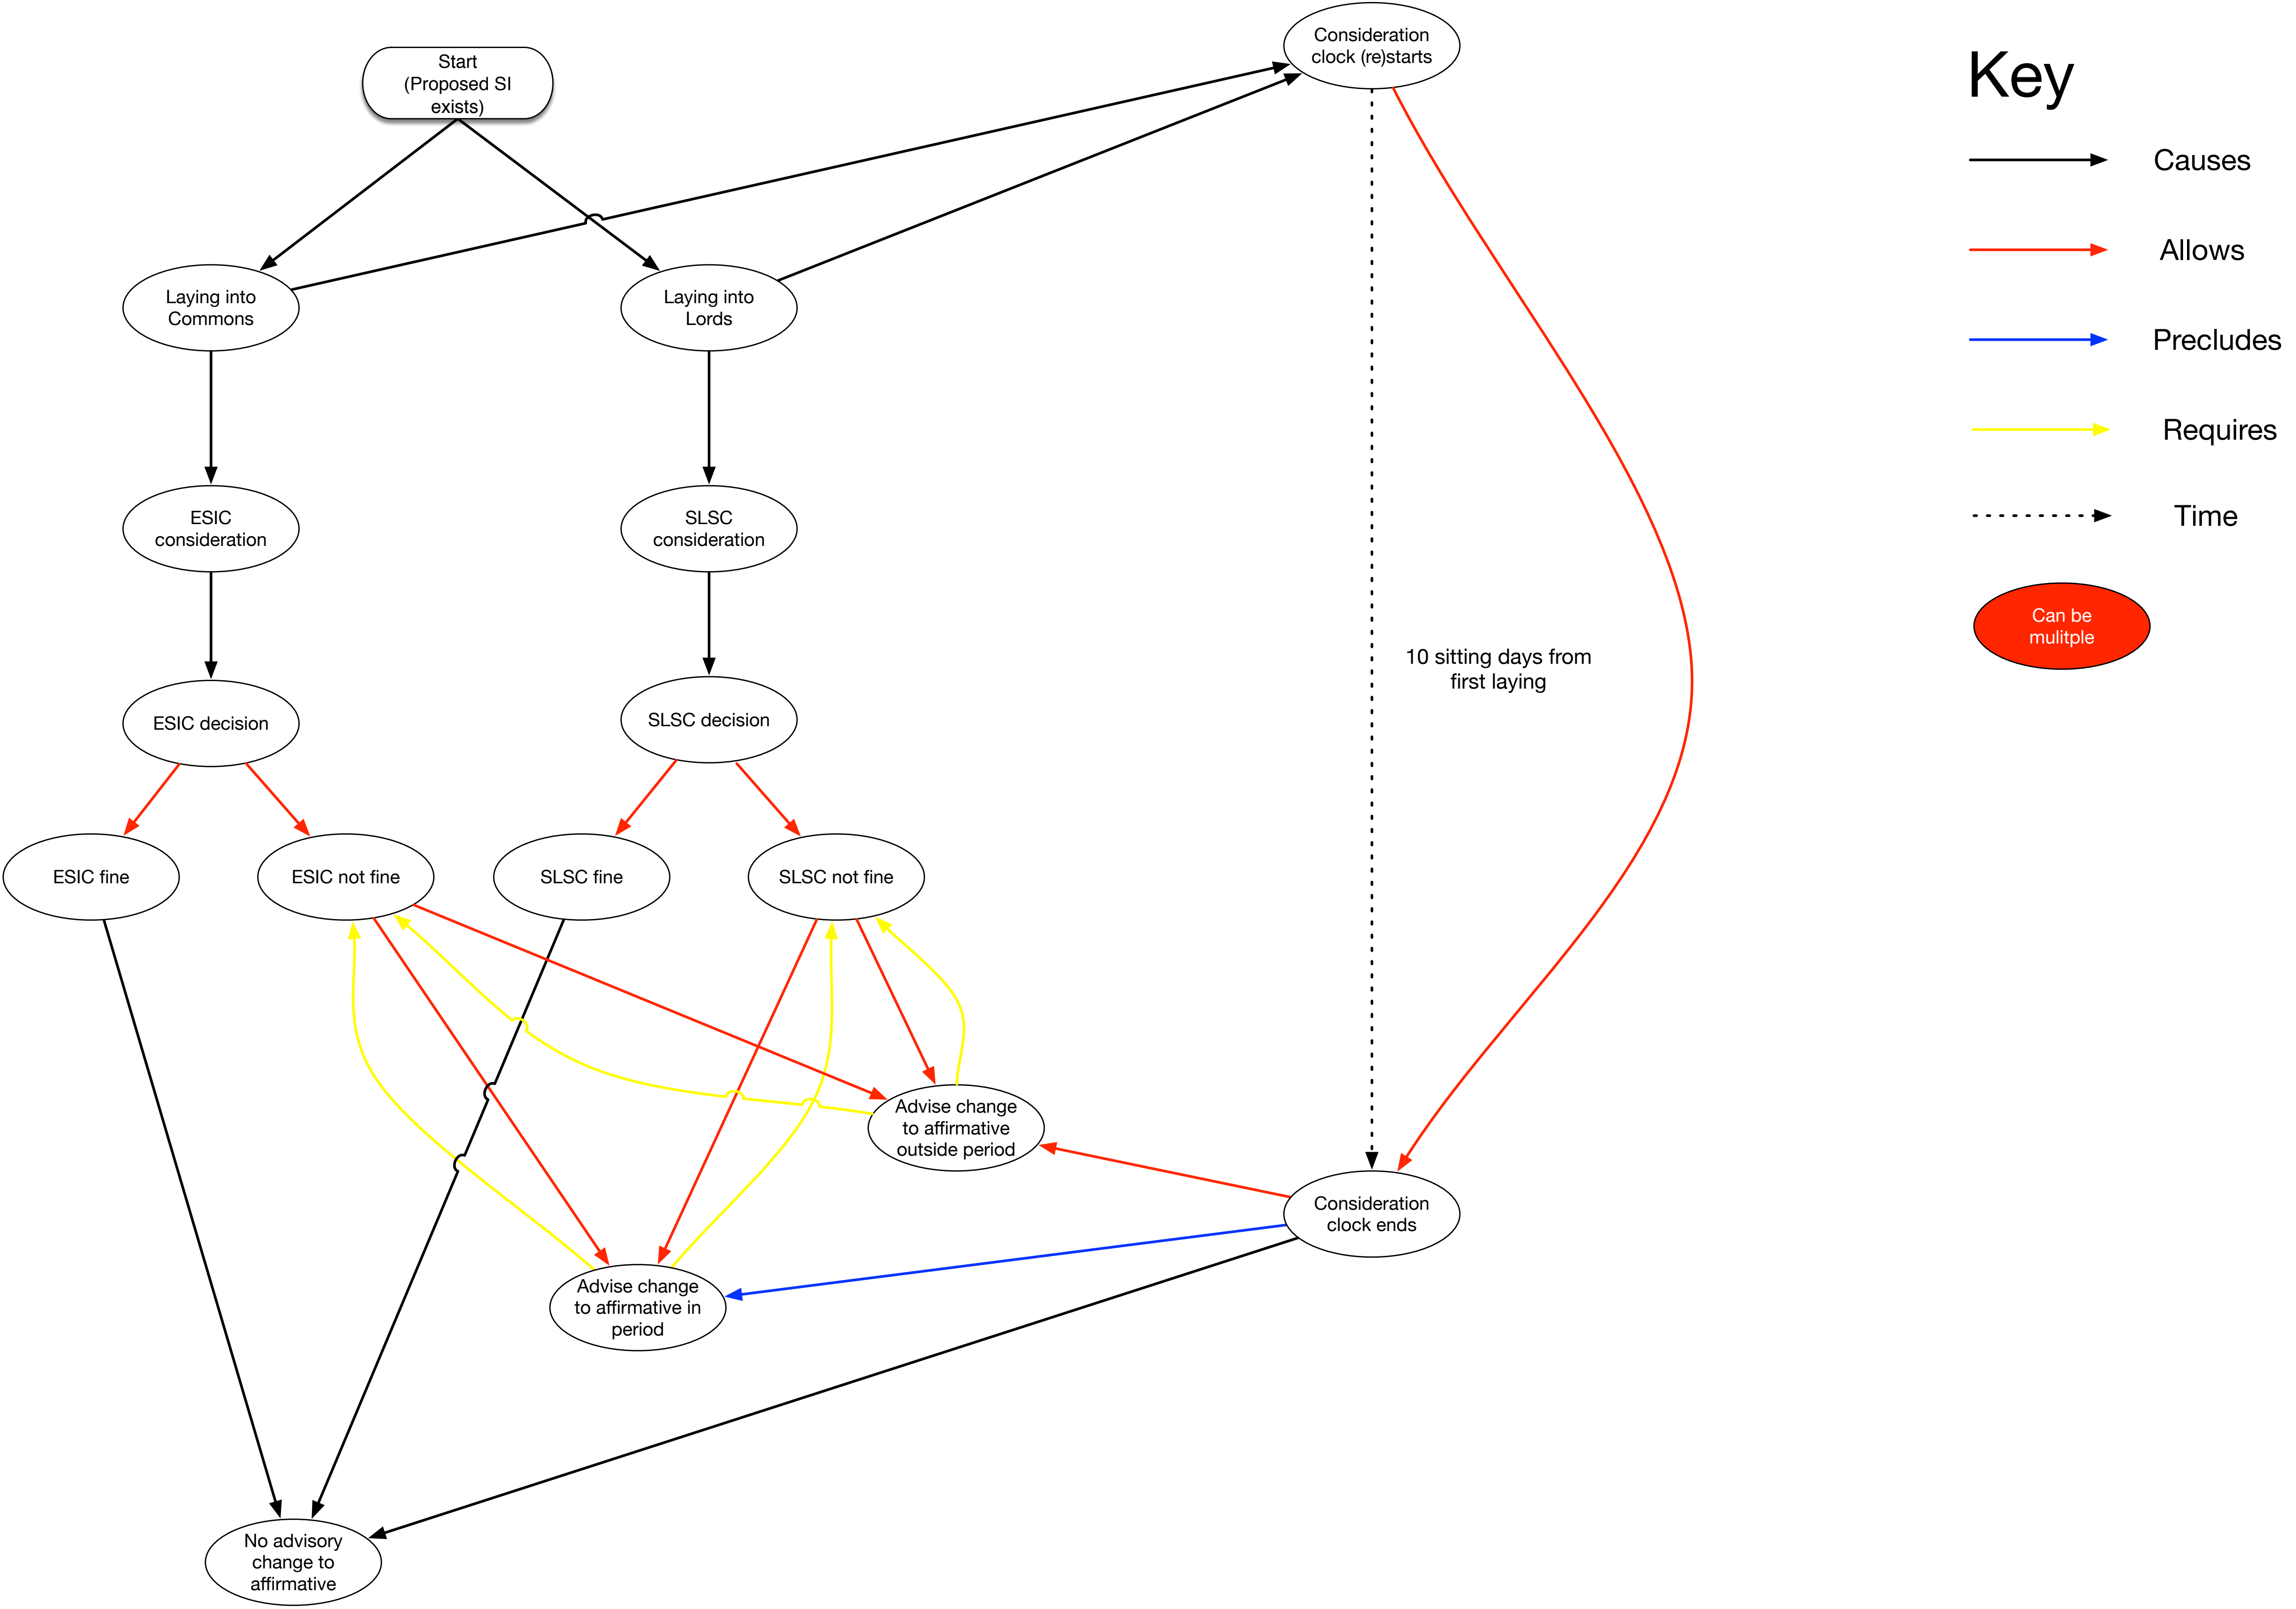 Start
(Proposed SI
exists)
Consideration
clock (re)starts
Key
Causes
Allows
Precludes
Requires
Time
Can be
mulitple
Laying into
Commons
Laying into
Lords
ESIC
consideration
SLSC
consideration
10 sitting days from
first laying
ESIC decision
SLSC decision
ESIC fine
ESIC not fine
SLSC fine
SLSC not fine
Advise change
to affirmative
outside period
Consideration
clock ends
Advise change
to affirmative in
period
No advisory
change to
affirmative